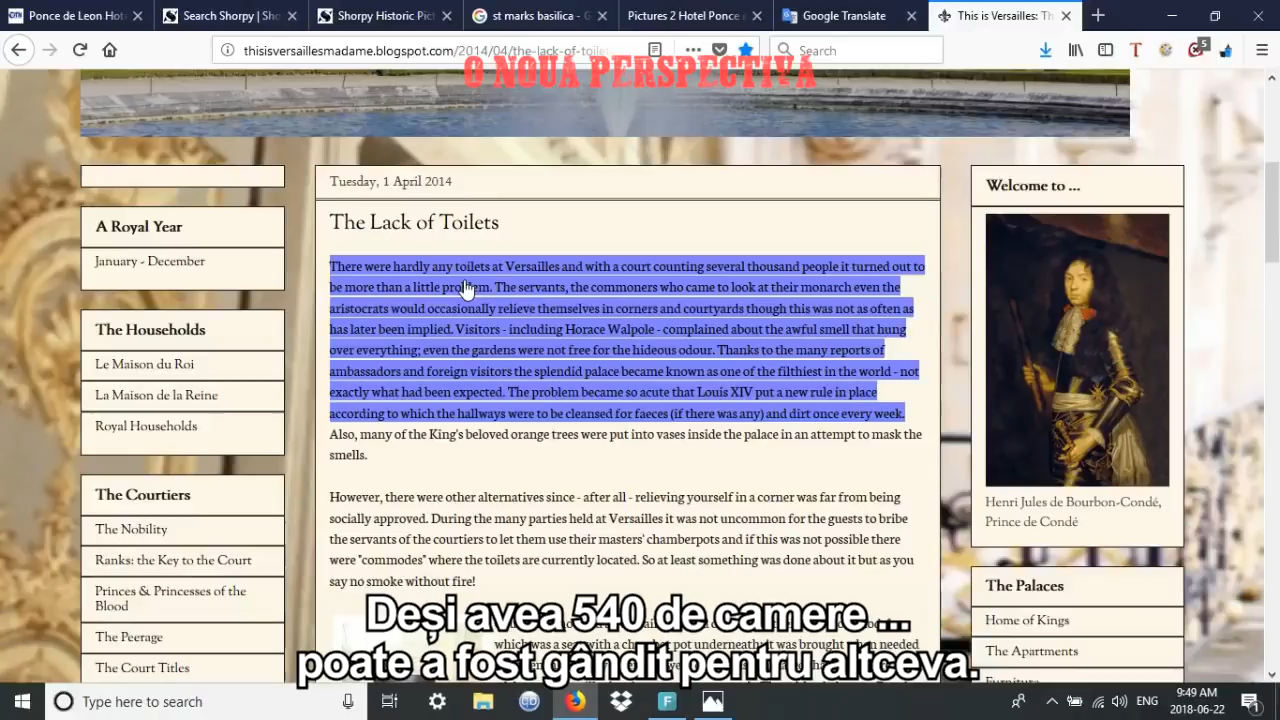 Ponce de Leon Hot
Search Shorpy | Sho
Shorpy Historic Pict
st marks basilica - G
Pictures 2 Hotel Ponce
Google Translate
This is Versailles: Th
thisisversaillesmadame.blogspot.com/2014/04/the-lack-of-toilet
Search
5
O NOUĂ PERSPECTIVĂ
A Royal Year
January - December
The Households
Le Maison du Roi
La Maison de la Reine
Royal Households
The Courtiers
The Nobility
Ranks: the Key to the Court
Princes & Princesses of the
Blood
The Peerage
The Court Titles
Tuesday, 1 April 2014
The Lack of Toilets
There were hardly any toilets at Versailles and with a court counting several thousand people it turned out to
be more than a little problem. The servants, the commoners who came to look at their monarch even the
aristocrats would occasionally relieve themselves in corners and courtyards though this was not as often as
has later been implied. Visitors - including Horace Walpole - complained about the awful smell that hung
over everything; even the gardens were not free for the hideous odour. Thanks to the many reports of
ambassadors and foreign visitors the splendid palace became known as one of the filthiest in the world - not
exactly what had been expected. The problem became so acute that Louis XIV put a new rule in place
according to which the hallways were to be cleansed for faeces (if there was any) and dirt once every week.
Also, many of the King's beloved orange trees were put into vases inside the palace in an attempt to mask the
smells.
However, there were other alternatives since - after all - relieving yourself in a corner was far from being
socially approved. During the many parties held at Versailles it was not uncommon for the guests to bribe
the servants of the courtiers to let them use their masters' chamberpots and if this was not possible there
were "commodes" where the toilets are currently located. So at least something was done about it but as you
say no smoke without fire!
which was a seat with a chamber pot underneath it was brought when needed
Welcome to ...
Henri Jules de Bourbon-Condé,
Prince de Condé
The Palaces
Home of Kings
The Apartments
Furniture
Deși avea 540 de camere ...
poate a fost gândit pentru altceva.
Type here to search
ENG
9:49 AM
2018-06-22
1